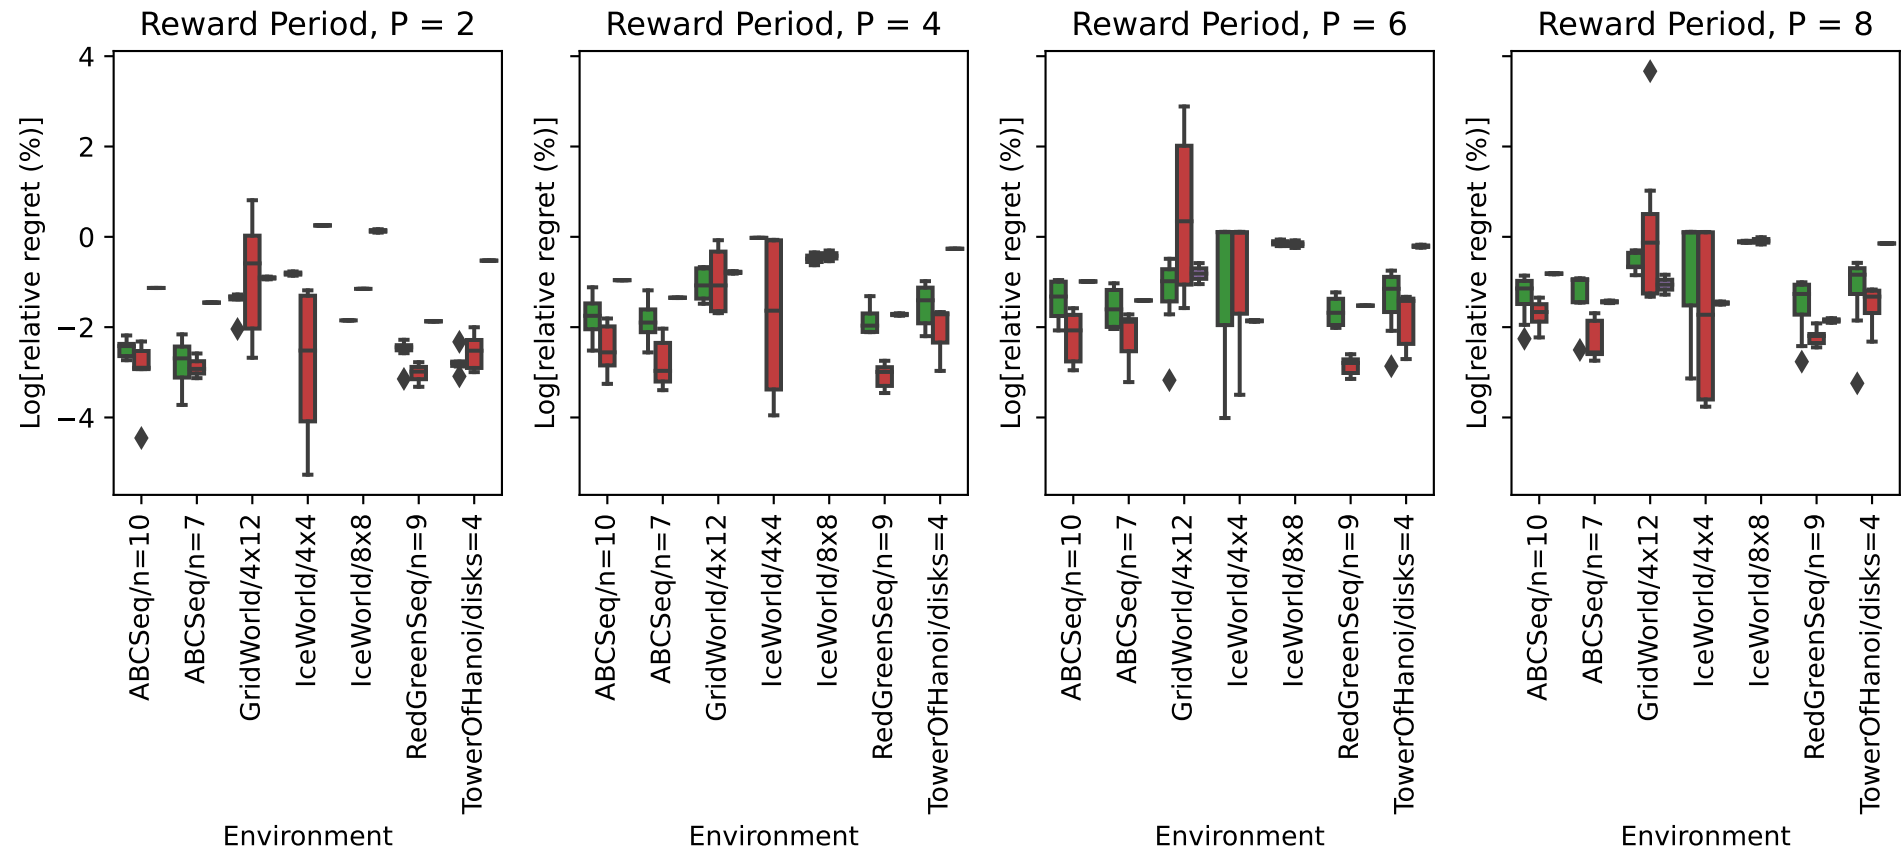 Reward Period, P = 2
Log[relative regret (%)]
4
2
0
−2
−4
ABCSeq/n=10
ABCSeq/n=7
GridWorld/4x12
IceWorld/4x4
IceWorld/8x8
RedGreenSeq/n=9
TowerOfHanoi/disks=4
Environment
Reward Period, P = 4
Log[relative regret (%)]
ABCSeq/n=10
ABCSeq/n=7
GridWorld/4x12
IceWorld/4x4
IceWorld/8x8
RedGreenSeq/n=9
TowerOfHanoi/disks=4
Environment
Reward Period, P = 6
Log[relative regret (%)]
ABCSeq/n=10
ABCSeq/n=7
GridWorld/4x12
IceWorld/4x4
IceWorld/8x8
RedGreenSeq/n=9
TowerOfHanoi/disks=4
Environment
Reward Period, P = 8
Log[relative regret (%)]
ABCSeq/n=10
ABCSeq/n=7
GridWorld/4x12
IceWorld/4x4
IceWorld/8x8
RedGreenSeq/n=9
TowerOfHanoi/disks=4
Environment